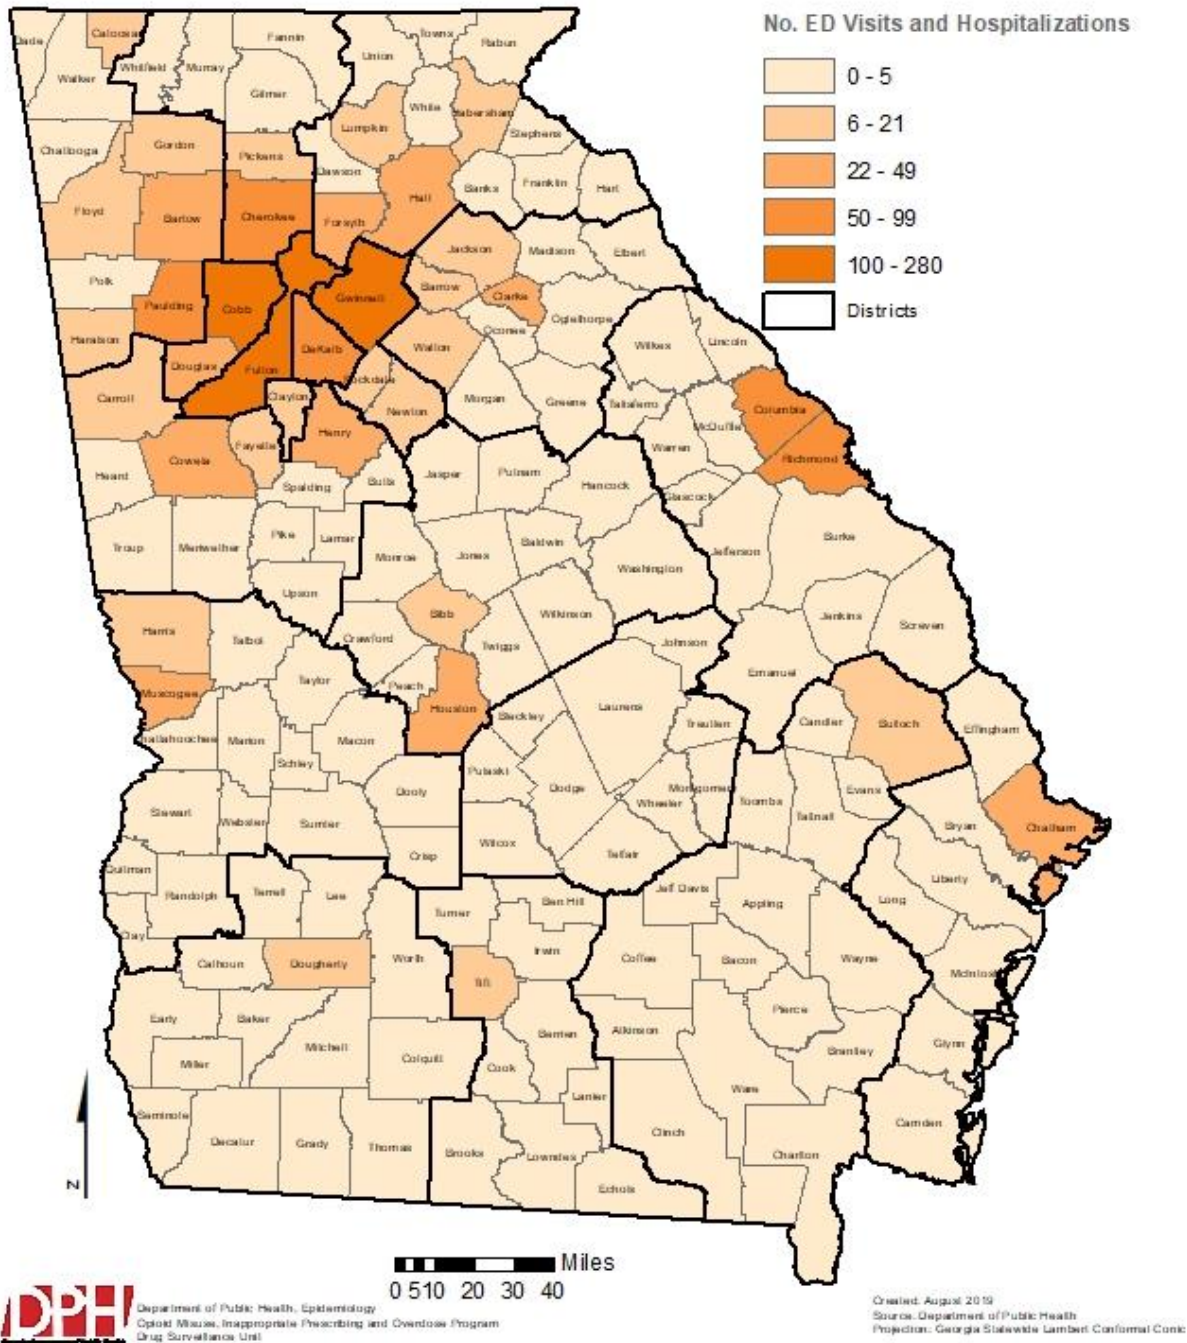 No. ED Visits and Hospitalizations
0 - 5
6 - 21
22 - 49
50 - 99
100 - 280
Districts
Dade
Catoosa
Fannin
Towns
Rabun
Union
Walker
Whitfield
Murray
Gilmer
White
Habersham
Lumpkin
Stephens
Chattooga
Gordon
Pickens
Dawson
Banks
Franklin
Hart
Hall
Floyd
Bartow
Cherokee
Forsyth
Jackson
Madison
Elbert
Polk
Paulding
Cobb
Gwinnett
Barrow
Clarke
Oconee
Oglethorpe
Haralson
Douglas
Fulton
DeKalb
Rockdale
Walton
Wilkes
Lincoln
Carroll
Clayton
Newton
Morgan
Greene
Taliaferro
McDuffie
Columbia
Coweta
Fayette
Henry
Warren
Richmond
Heard
Spalding
Butts
Jasper
Putnam
Hancock
Glascock
Troup
Meriwether
Pike
Lamar
Monroe
Jones
Baldwin
Washington
Jefferson
Burke
Upson
Harris
Talbot
Crawford
Bibb
Twiggs
Wilkinson
Johnson
Jenkins
Screven
Emanuel
Muscogee
Taylor
Peach
Houston
Bleckley
Laurens
Treutlen
Candler
Bulloch
Effingham
Chattahoochee
Marion
Schley
Macon
Pulaski
Dodge
Wheeler
Montgomery
Toombs
Tattnall
Evans
Bryan
Chatham
Stewart
Webster
Sumter
Dooly
Crisp
Wilcox
Telfair
Liberty
Long
Quitman
Randolph
Terrell
Lee
Turner
Ben Hill
Jeff Davis
Appling
Clay
Calhoun
Dougherty
Worth
Tift
Irwin
Coffee
Bacon
Wayne
McIntosh
Early
Baker
Mitchell
Miller
Colquitt
Berrien
Atkinson
Pierce
Brantley
Glynn
Cook
Lanier
Ware
Seminole
Decatur
Grady
Thomas
Brooks
Lowndes
Echols
Clinch
Charlton
Camden
N
Miles
0 5 10 20 30 40
DPH
Department of Public Health, Epidemiology
Opioid Misuse, Inappropriate Prescribing and Overdose Program
Drug Surveillance Unit
Created: August 2019
Source: Department of Public Health
Projection: Georgia Statewide Lambert Conformal Conic